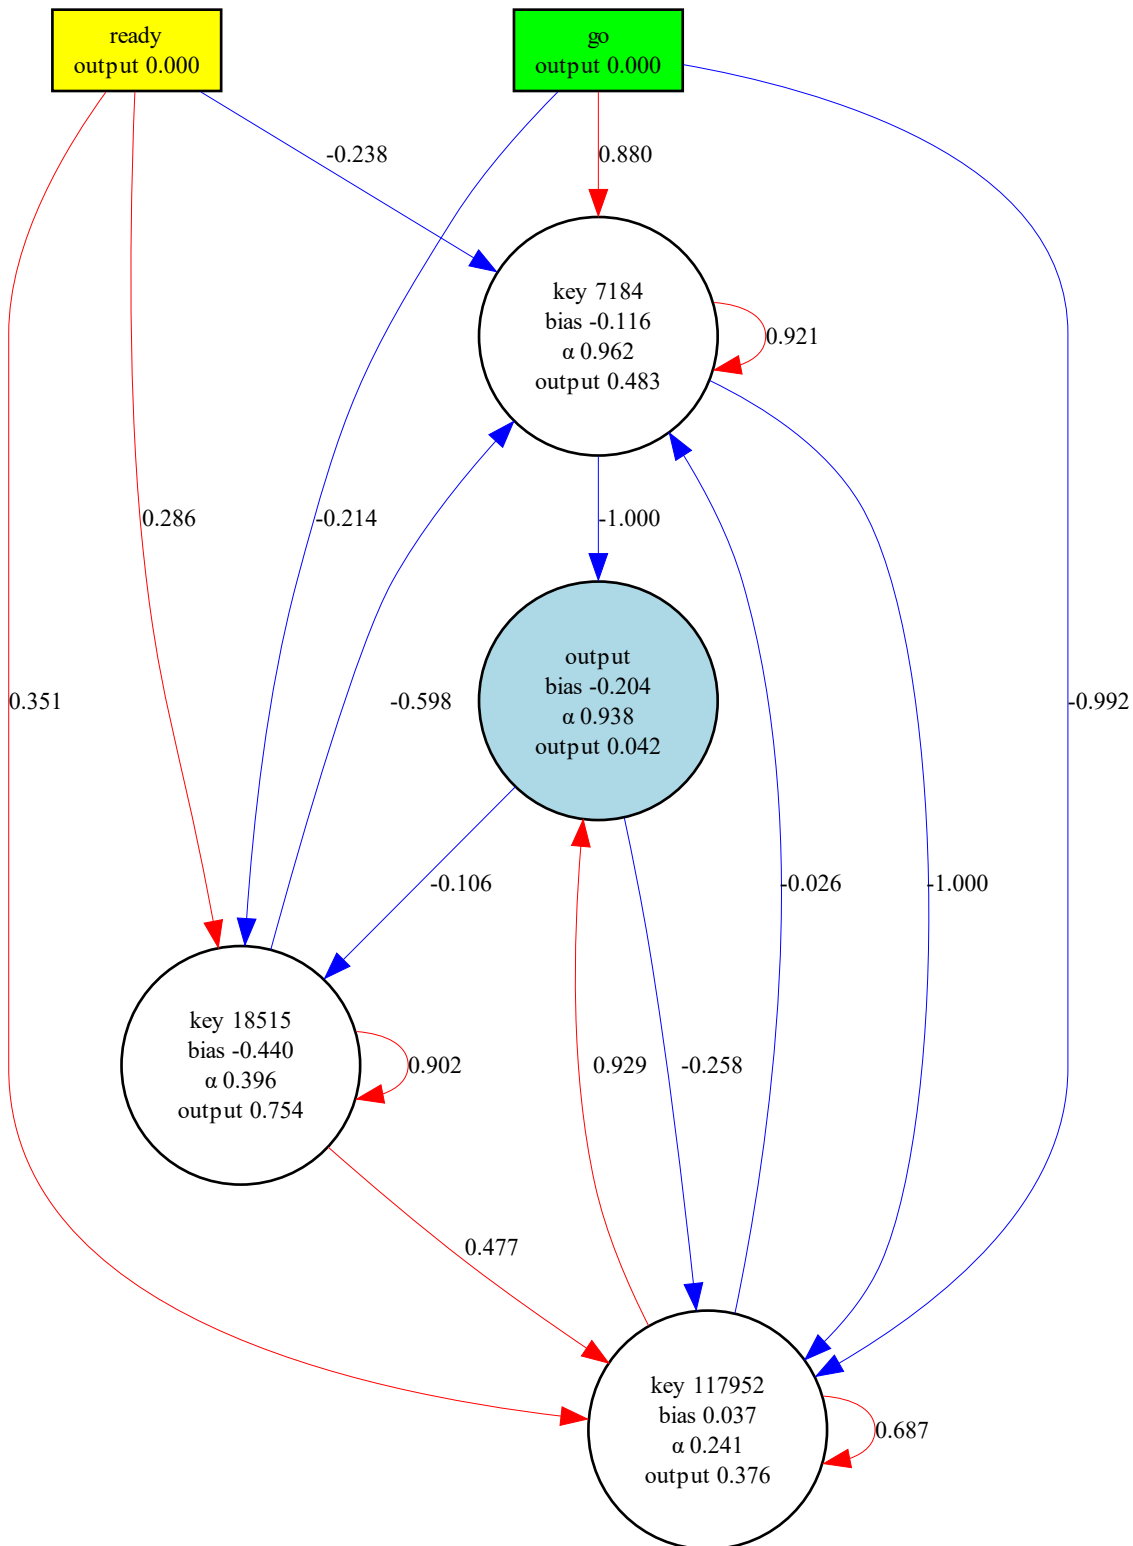 ready
output 0.000
go
output 0.000
-0.238
0.880
key 7184
bias -0.116
α 0.962
output 0.483
0.921
0.286
-0.214
-1.000
output
bias -0.204
α 0.938
output 0.042
0.351
-0.598
-0.992
-0.106
-0.026
-1.000
key 18515
bias -0.440
α 0.396
output 0.754
0.902
0.929
-0.258
0.477
key 117952
bias 0.037
α 0.241
output 0.376
0.687